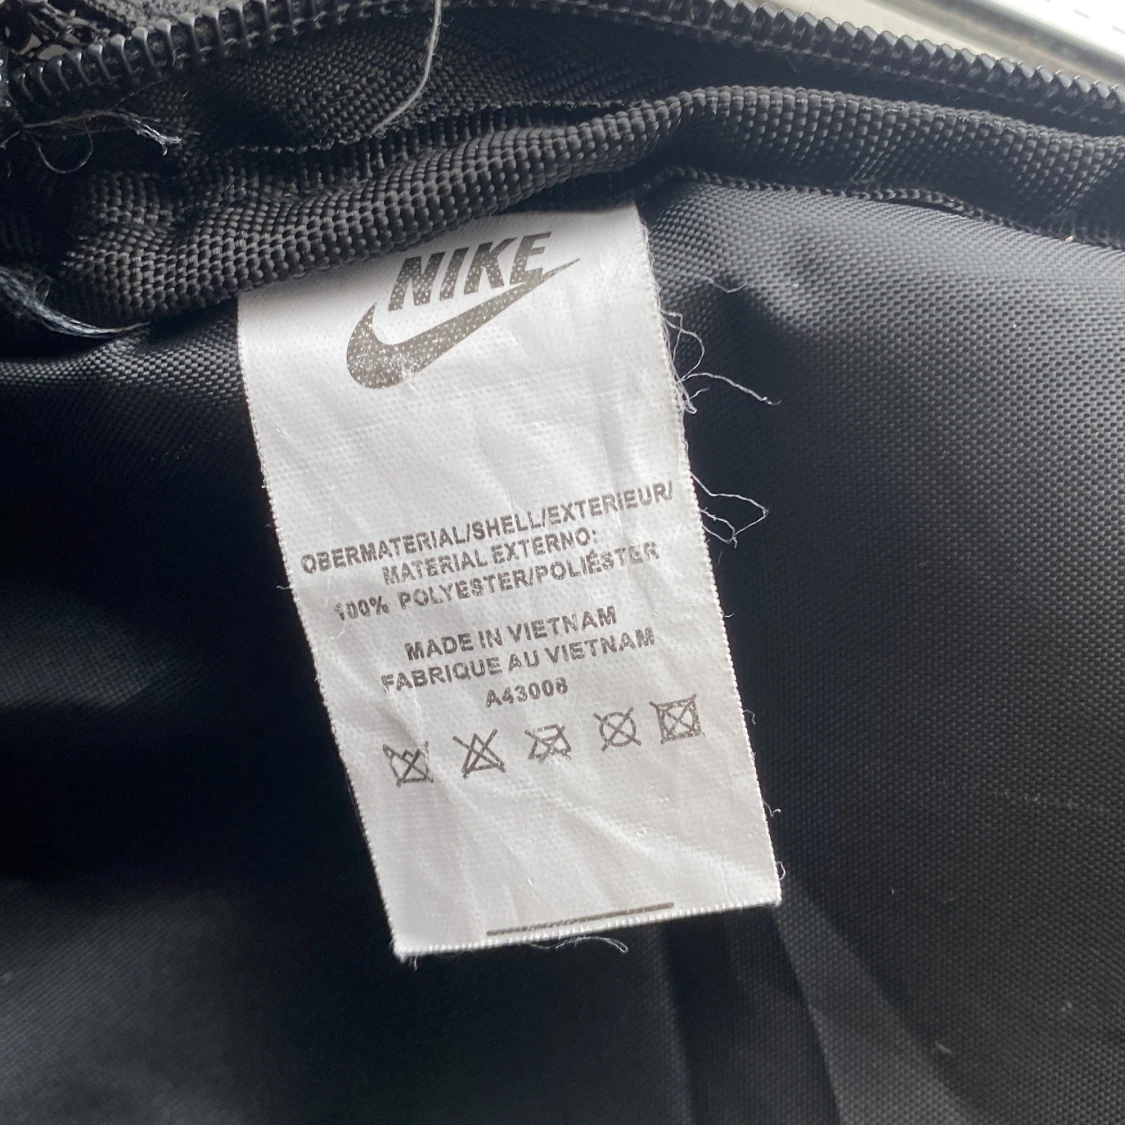 NIKE
OBERMATERIAL/SHELL/EXTERIEUR/
MATERIAL EXTERNO:
100% POLYESTER/POLIÉSTER
MADE IN VIETNAM
FABRIQUE AU VIETNAM
A43008